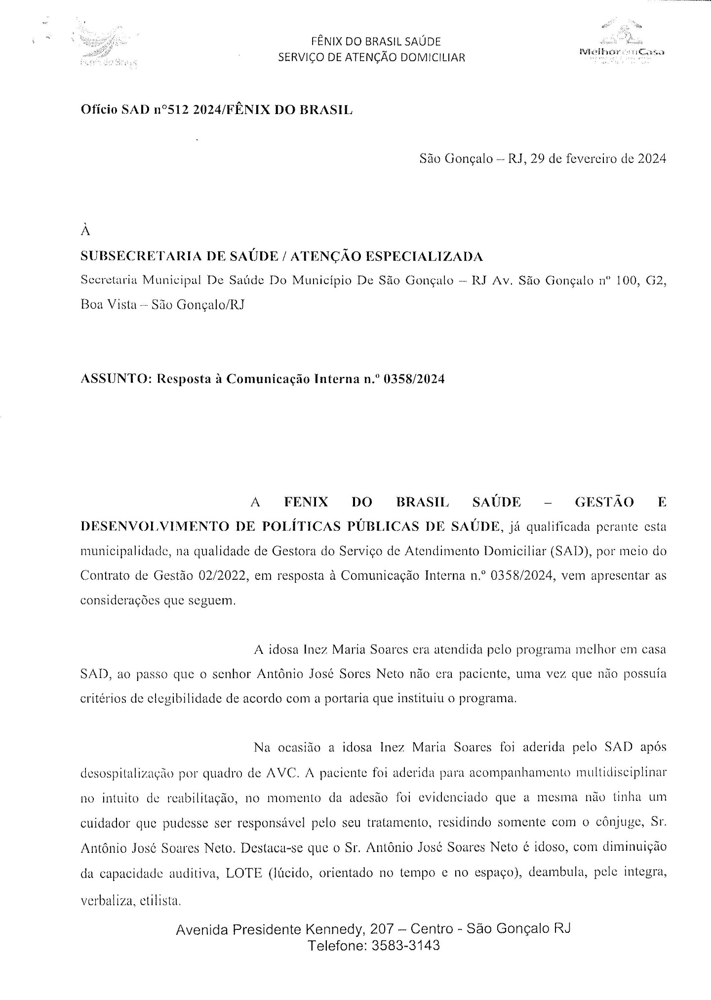 FÊNIX DO BRASIL SAÚDE
SERVIÇO DE ATENÇÃO DOMICILIAR
MelhoremCasa
Ofício SAD n°512 2024/FÊNIX DO BRASIL
São Gonçalo – RJ, 29 de fevereiro de 2024
À
SUBSECRETARIA DE SAÚDE / ATENÇÃO ESPECIALIZADA
Secretaria Municipal De Saúde Do Município De São Gonçalo – RJ Av. São Gonçalo nº 100, G2,
Boa Vista – São Gonçalo/RJ
ASSUNTO: Resposta à Comunicação Interna n.º 0358/2024
A FENIX DO BRASIL SAÚDE – GESTÃO E
DESENVOLVIMENTO DE POLÍTICAS PÚBLICAS DE SAÚDE, já qualificada perante esta
municipalidade, na qualidade de Gestora do Serviço de Atendimento Domiciliar (SAD), por meio do
Contrato de Gestão 02/2022, em resposta à Comunicação Interna n.º 0358/2024, vem apresentar as
considerações que seguem.
A idosa Inez Maria Soares era atendida pelo programa melhor em casa
SAD, ao passo que o senhor Antônio José Sores Neto não era paciente, uma vez que não possuía
critérios de elegibilidade de acordo com a portaria que instituiu o programa.
Na ocasião a idosa Inez Maria Soares foi aderida pelo SAD após
desospitalização por quadro de AVC. A paciente foi aderida para acompanhamento multidisciplinar
no intuito de reabilitação, no momento da adesão foi evidenciado que a mesma não tinha um
cuidador que pudesse ser responsável pelo seu tratamento, residindo somente com o cônjuge, Sr.
Antônio José Soares Neto. Destaca-se que o Sr. Antônio José Soares Neto é idoso, com diminuição
da capacidade auditiva, LOTE (lúcido, orientado no tempo e no espaço), deambula, pele integra,
verbaliza, etilista.
Avenida Presidente Kennedy, 207 – Centro - São Gonçalo RJ
Telefone: 3583-3143